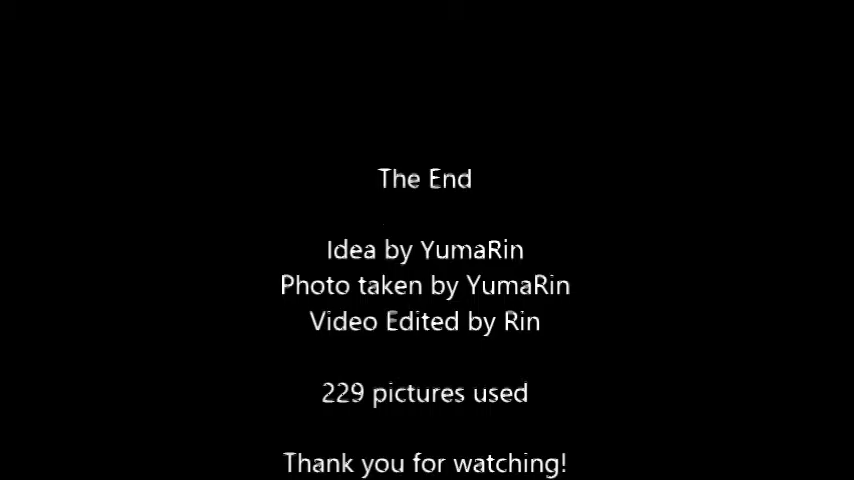 The End
Idea by YumaRin
Photo taken by YumaRin
Video Edited by Rin
229 pictures used
Thank you for watching!